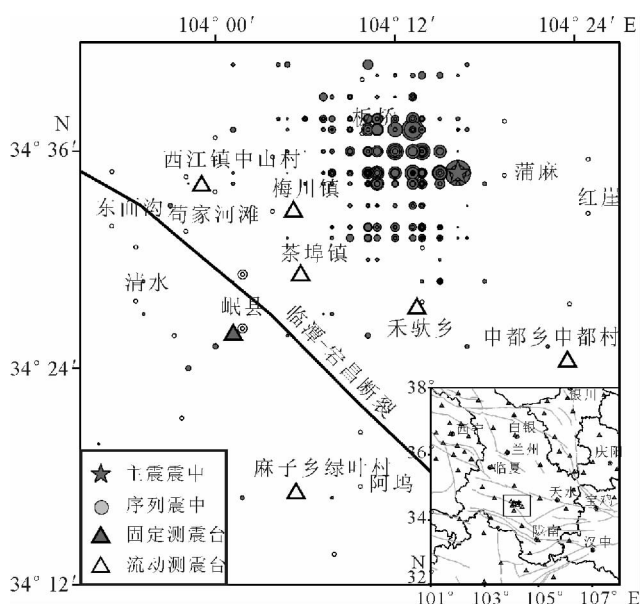 104° 00′
104° 12′
104° 24′ E
N
34° 36′
34° 24′
34° 12′
板桥
西江镇中山村
梅川镇
蒲麻
红崖
东山沟
苟家河滩
茶埠镇
清水
岷县
禾驮乡
中都乡中都村
临潭-宕昌断裂
麻子乡绿叶村
阿坞
主震震中
序列震中
固定测震台
流动测震台
38°
36°
34°
32°
N
银川
西宁
白银
兰州
庆阳
临夏
天水
宝鸡
陇南
汉中
101°
103°
105°
107° E